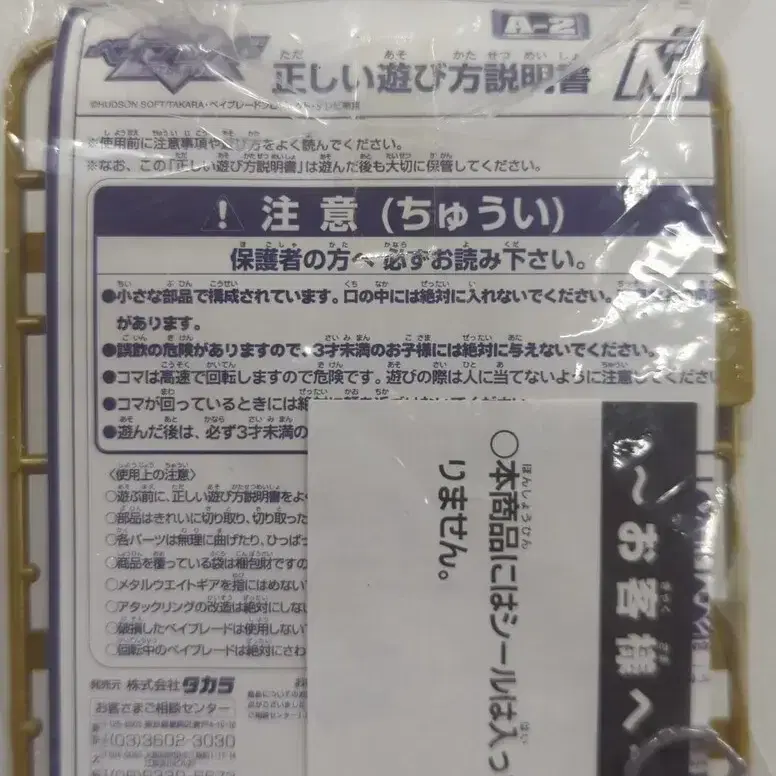 A-2
正しい遊び方説明書
©HUDSON SOFT/TAKARA・ベイブレード
※使用前に注意事項や遊び方をよく読んでください。
※なお、この「正しい遊び方説明書」は遊んだ後も大切に保管してください。
注意 (ちゅうい)
保護者の方へ 必ずお読み下さい。
●小さな部品で構成されています。口の中には絶対に入れないでください。
があります。
●誤飲の危険がありますので、3才未満のお子様には絶対に与えないでください。
●コマは高速で回転しますので危険です。遊びの際は人に当てないように注意してください
●コマが回っているときには
●遊んだ後は、必ず3才未満の
〈使用上の注意〉
○遊ぶ前に、正しい遊び方説明書をよ
○部品はきれいに切り取り、切り取った
○各パーツは無理に曲げたり、ひっぱっ
○商品を覆っている袋は梱包材ですの
○メタルウエイトギアを指にはめない
○アタックリングの改造は絶対にしな
○破損したベイブレードは使用しない
○回転中のベイブレードは絶対にさわ
発売元 株式会社タカラ
お客さまご相談センター
(03)3602-3030
〜お客様へ
○本商品にはシールは入っ
りません。